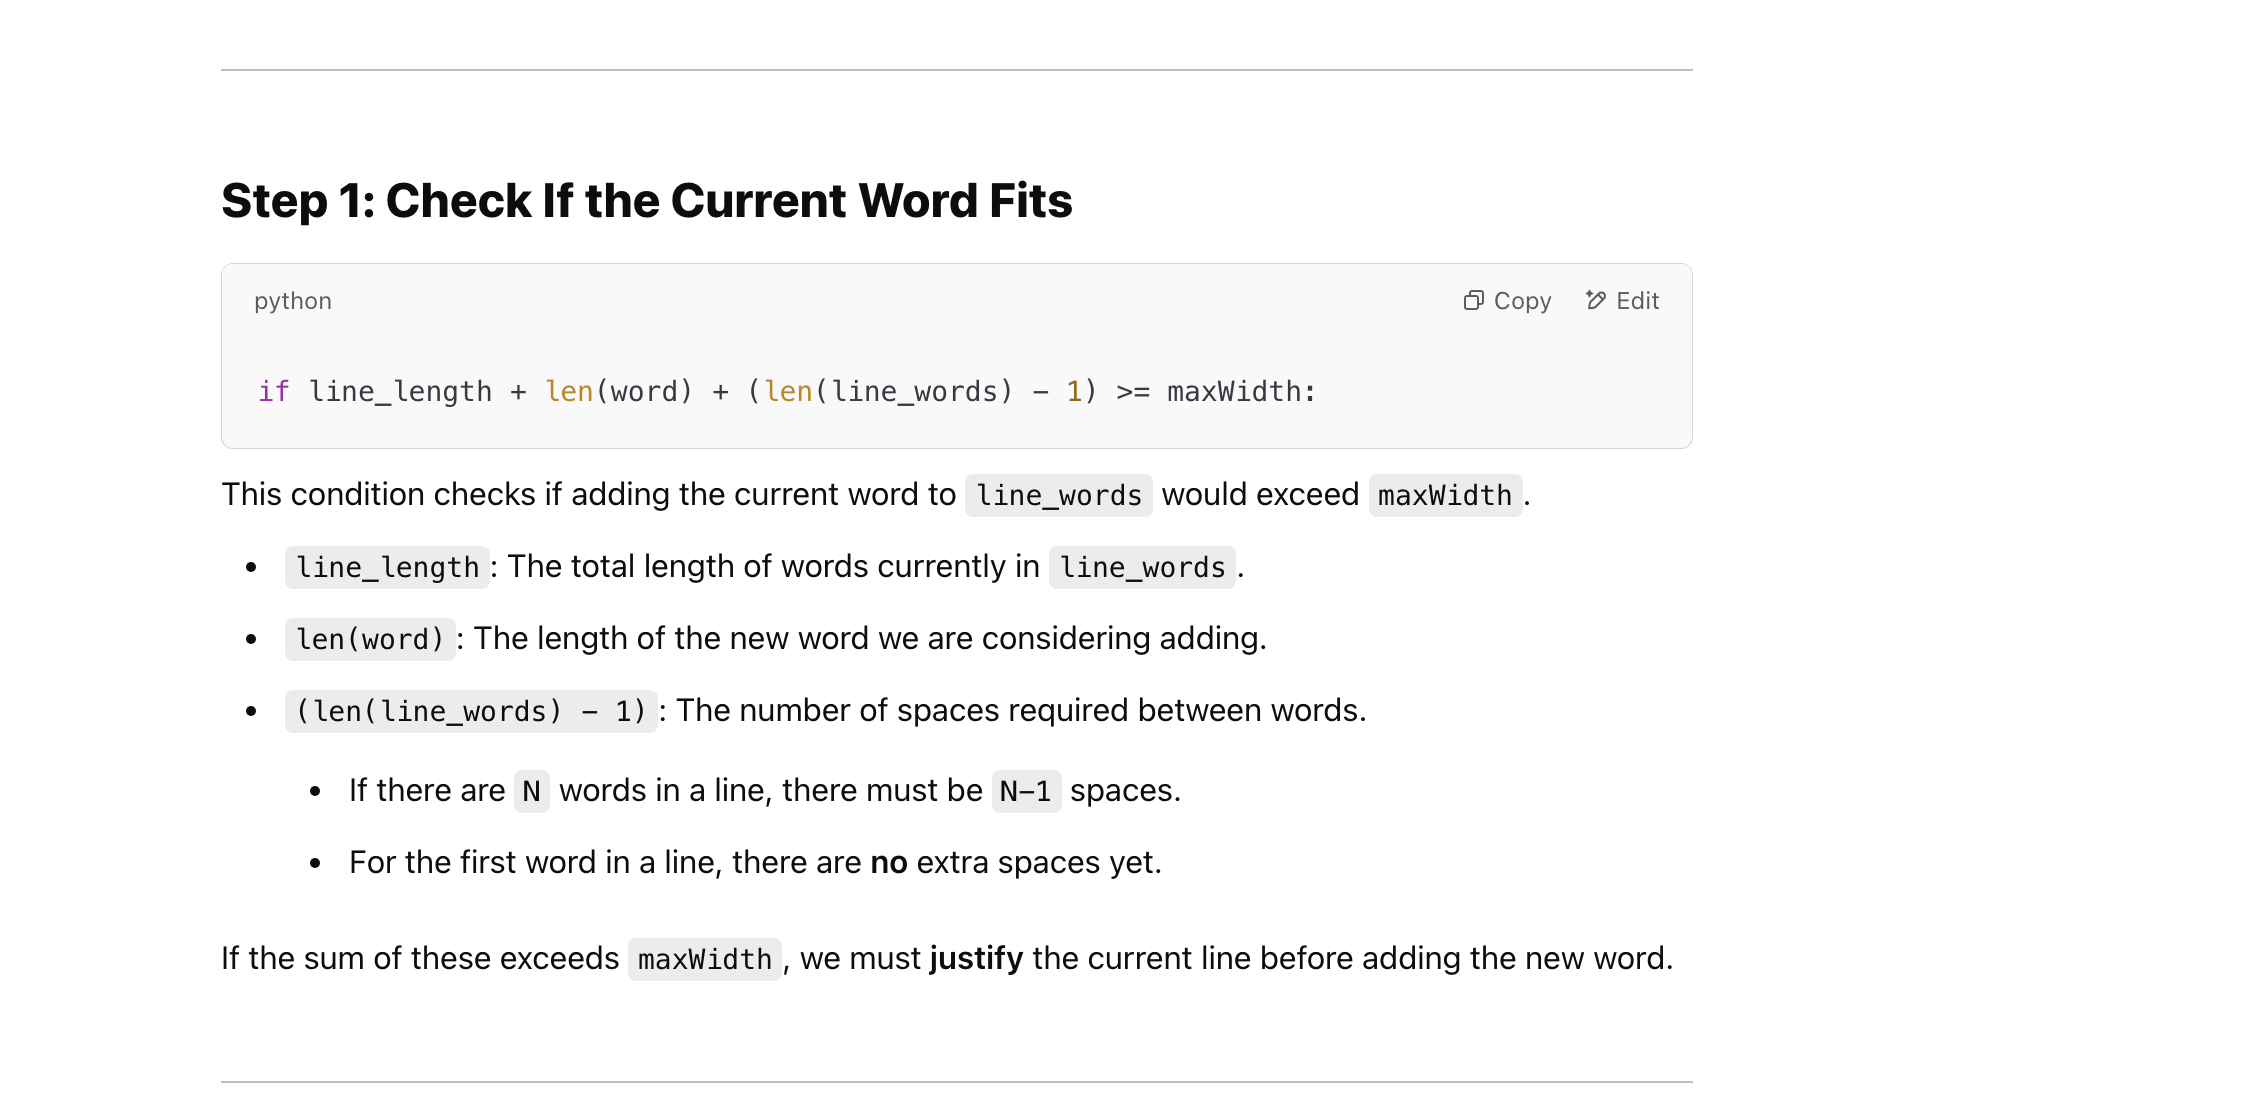 Step 1: Check If the Current Word Fits
python
Copy
Edit
if line_length + len(word) + (len(line_words) - 1) >= maxWidth:
This condition checks if adding the current word to line_words would exceed maxWidth.
• line_length: The total length of words currently in line_words.
• len(word): The length of the new word we are considering adding.
• (len(line_words) - 1): The number of spaces required between words.
• If there are N words in a line, there must be N-1 spaces.
• For the first word in a line, there are no extra spaces yet.
If the sum of these exceeds maxWidth, we must justify the current line before adding the new word.